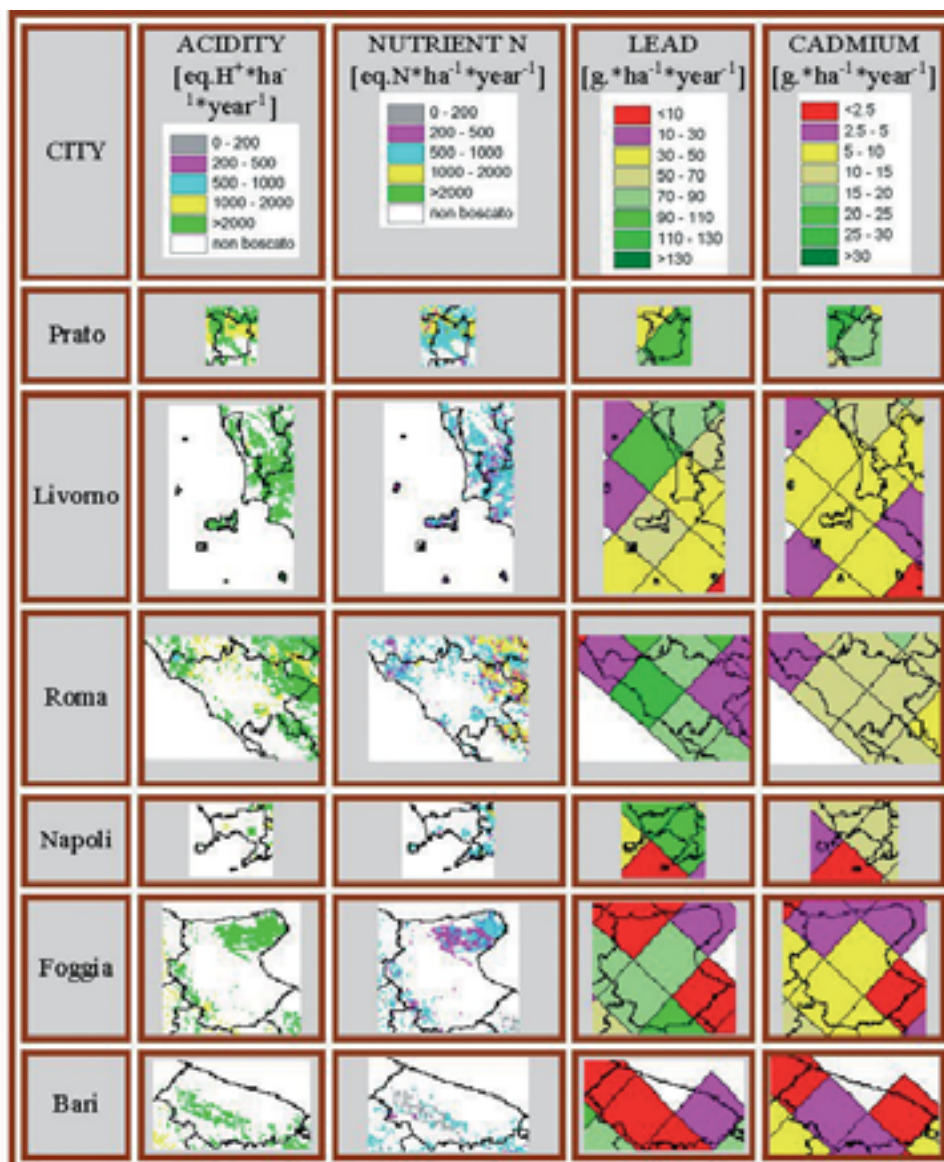 CITY
ACIDITY
[eq.H⁺*ha⁻
¹*year⁻¹]
0 - 200
200 - 500
500 - 1000
1000 - 2000
>2000
non boscato
NUTRIENT N
[eq.N*ha⁻¹*year⁻¹]
0 - 200
200 - 500
500 - 1000
1000 - 2000
>2000
non boscato
LEAD
[g.*ha⁻¹*year⁻¹]
<10
10 - 30
30 - 50
50 - 70
70 - 90
90 - 110
110 - 130
>130
CADMIUM
[g.*ha⁻¹*year⁻¹]
<2.5
2.5 - 5
5 - 10
10 - 15
15 - 20
20 - 25
25 - 30
>30
Prato
Livorno
Roma
Napoli
Foggia
Bari